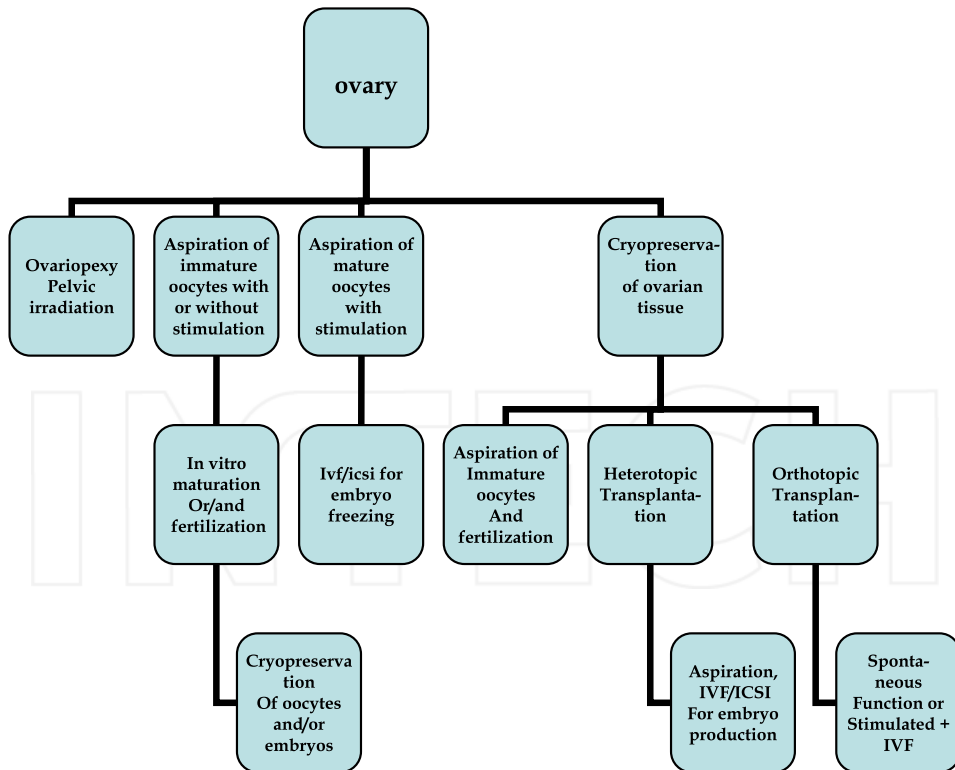 ovary
Ovariopexy
Pelvic
irradiation
Aspiration of
immature
oocytes with
or without
stimulation
Aspiration of
mature
oocytes
with
stimulation
Cryopreserva-
tion
of ovarian
tissue
In vitro
maturation
Or/and
fertilization
Ivf/icsi for
embryo
freezing
Aspiration of
Immature
oocytes
And
fertilization
Heterotopic
Transplanta-
tion
Orthotopic
Transplan-
tation
Cryopreserva
tion
Of oocytes
and/or
embryos
Aspiration,
IVF/ICSI
For embryo
production
Sponta-
neous
Function or
Stimulated +
IVF
INTECH